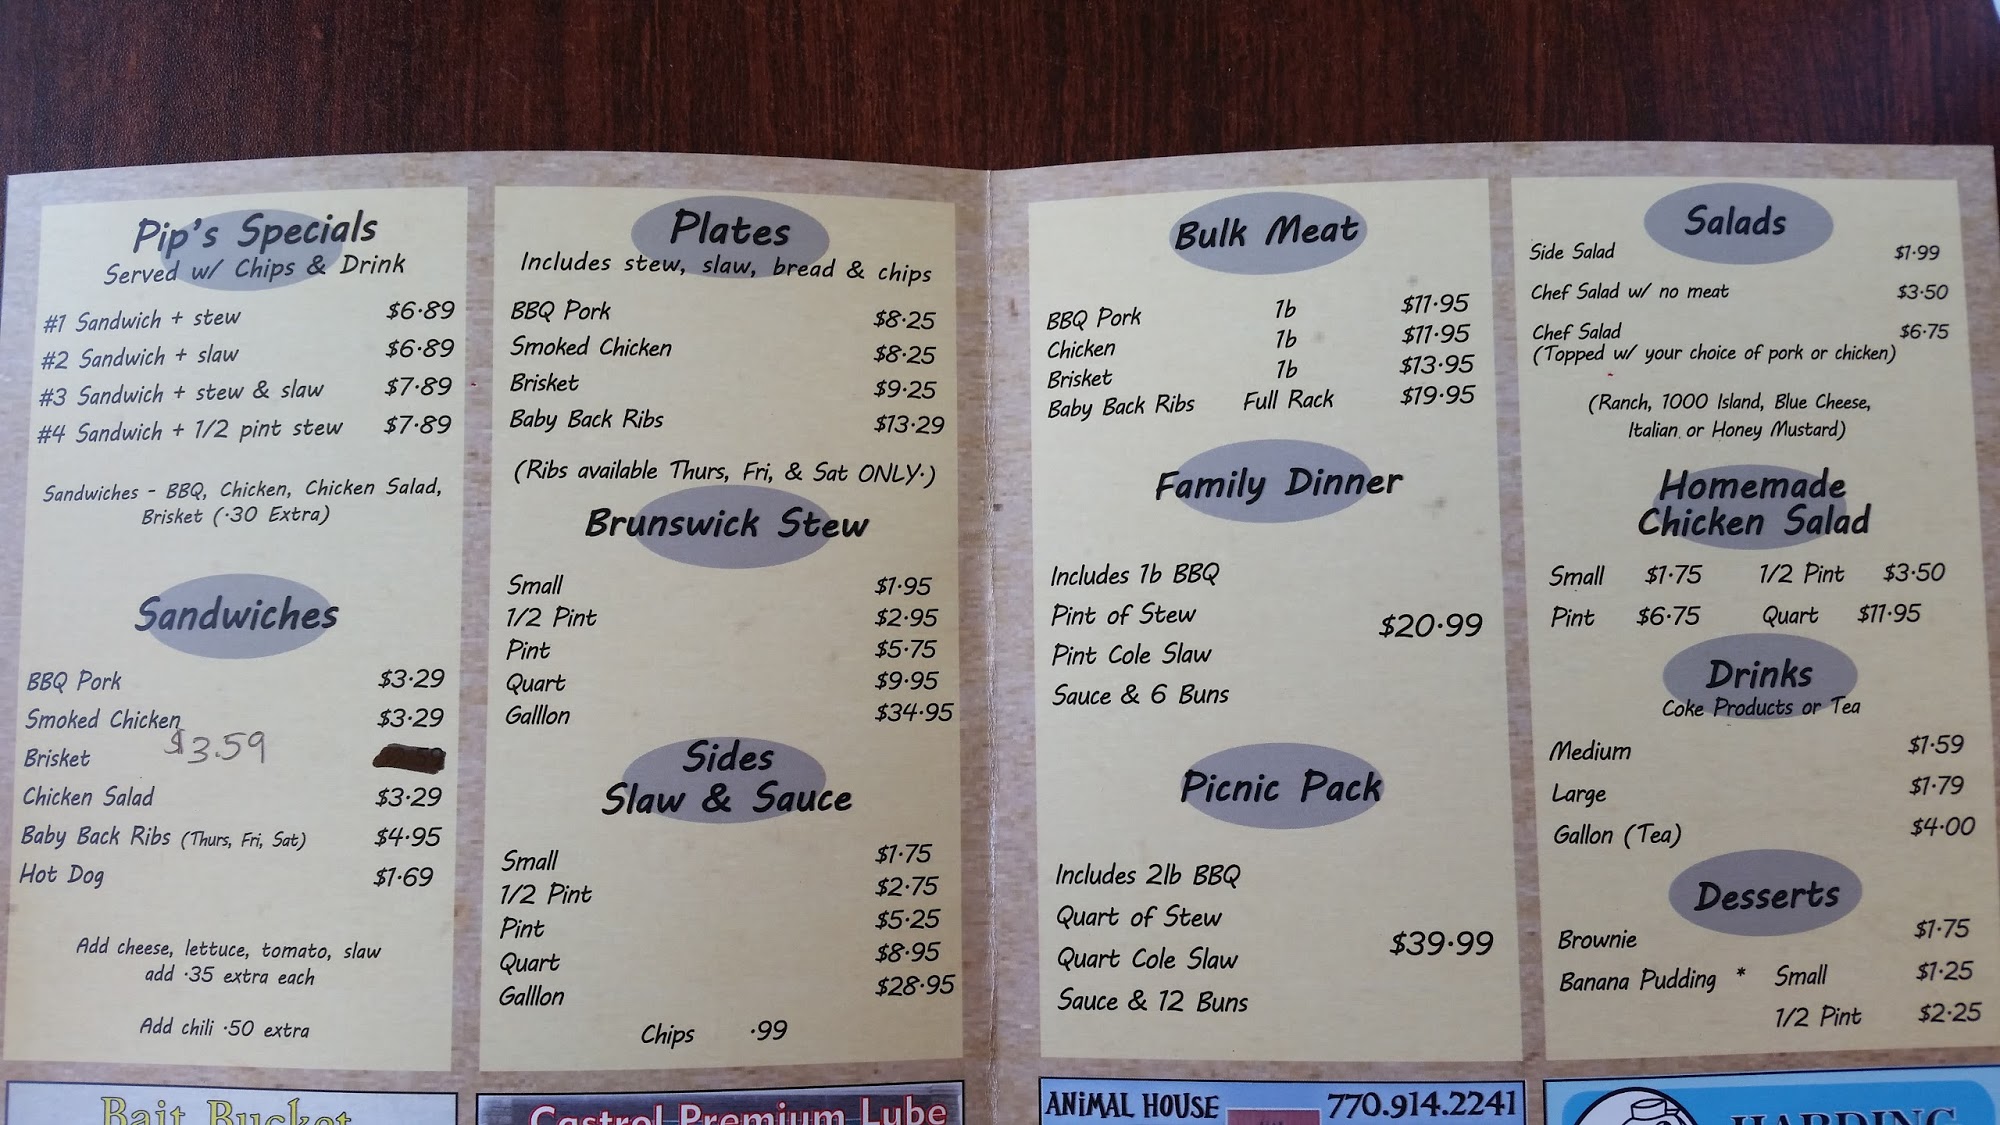 Pip's Specials
Served w/ Chips & Drink
#1 Sandwich + stew $6.89
#2 Sandwich + slaw $6.89
#3 Sandwich + stew & slaw $7.89
#4 Sandwich + 1/2 pint stew $7.89
Sandwiches - BBQ, Chicken, Chicken Salad,
Brisket (.30 Extra)
Sandwiches
BBQ Pork $3.29
Smoked Chicken $3.29
Brisket $3.59
Chicken Salad $3.29
Baby Back Ribs (Thurs, Fri, Sat) $4.95
Hot Dog $1.69
Add cheese, lettuce, tomato, slaw
add .35 extra each
Add chili .50 extra
Plates
Includes stew, slaw, bread & chips
BBQ Pork $8.25
Smoked Chicken $8.25
Brisket $9.25
Baby Back Ribs $13.29
(Ribs available Thurs, Fri, & Sat ONLY.)
Brunswick Stew
Small $1.95
1/2 Pint $2.95
Pint $5.75
Quart $9.95
Galllon $34.95
Sides
Slaw & Sauce
Small $1.75
1/2 Pint $2.75
Pint $5.25
Quart $8.95
Galllon $28.95
Chips .99
Bulk Meat
BBQ Pork 1b $11.95
Chicken 1b $11.95
Brisket 1b $13.95
Baby Back Ribs Full Rack $19.95
Family Dinner
Includes 1b BBQ
Pint of Stew
Pint Cole Slaw
Sauce & 6 Buns
$20.99
Picnic Pack
Includes 2lb BBQ
Quart of Stew
Quart Cole Slaw
Sauce & 12 Buns
$39.99
Salads
Side Salad $1.99
Chef Salad w/ no meat $3.50
Chef Salad $6.75
(Topped w/ your choice of pork or chicken)
(Ranch, 1000 Island, Blue Cheese,
Italian or Honey Mustard)
Homemade
Chicken Salad
Small $1.75 1/2 Pint $3.50
Pint $6.75 Quart $11.95
Drinks
Coke Products or Tea
Medium $1.59
Large $1.79
Gallon (Tea) $4.00
Desserts
Brownie $1.75
Banana Pudding * Small $1.25
1/2 Pint $2.25
Bait Bucket
Castrol Premium Lube
ANiMAL HOUSE 770.914.2241
HARDING